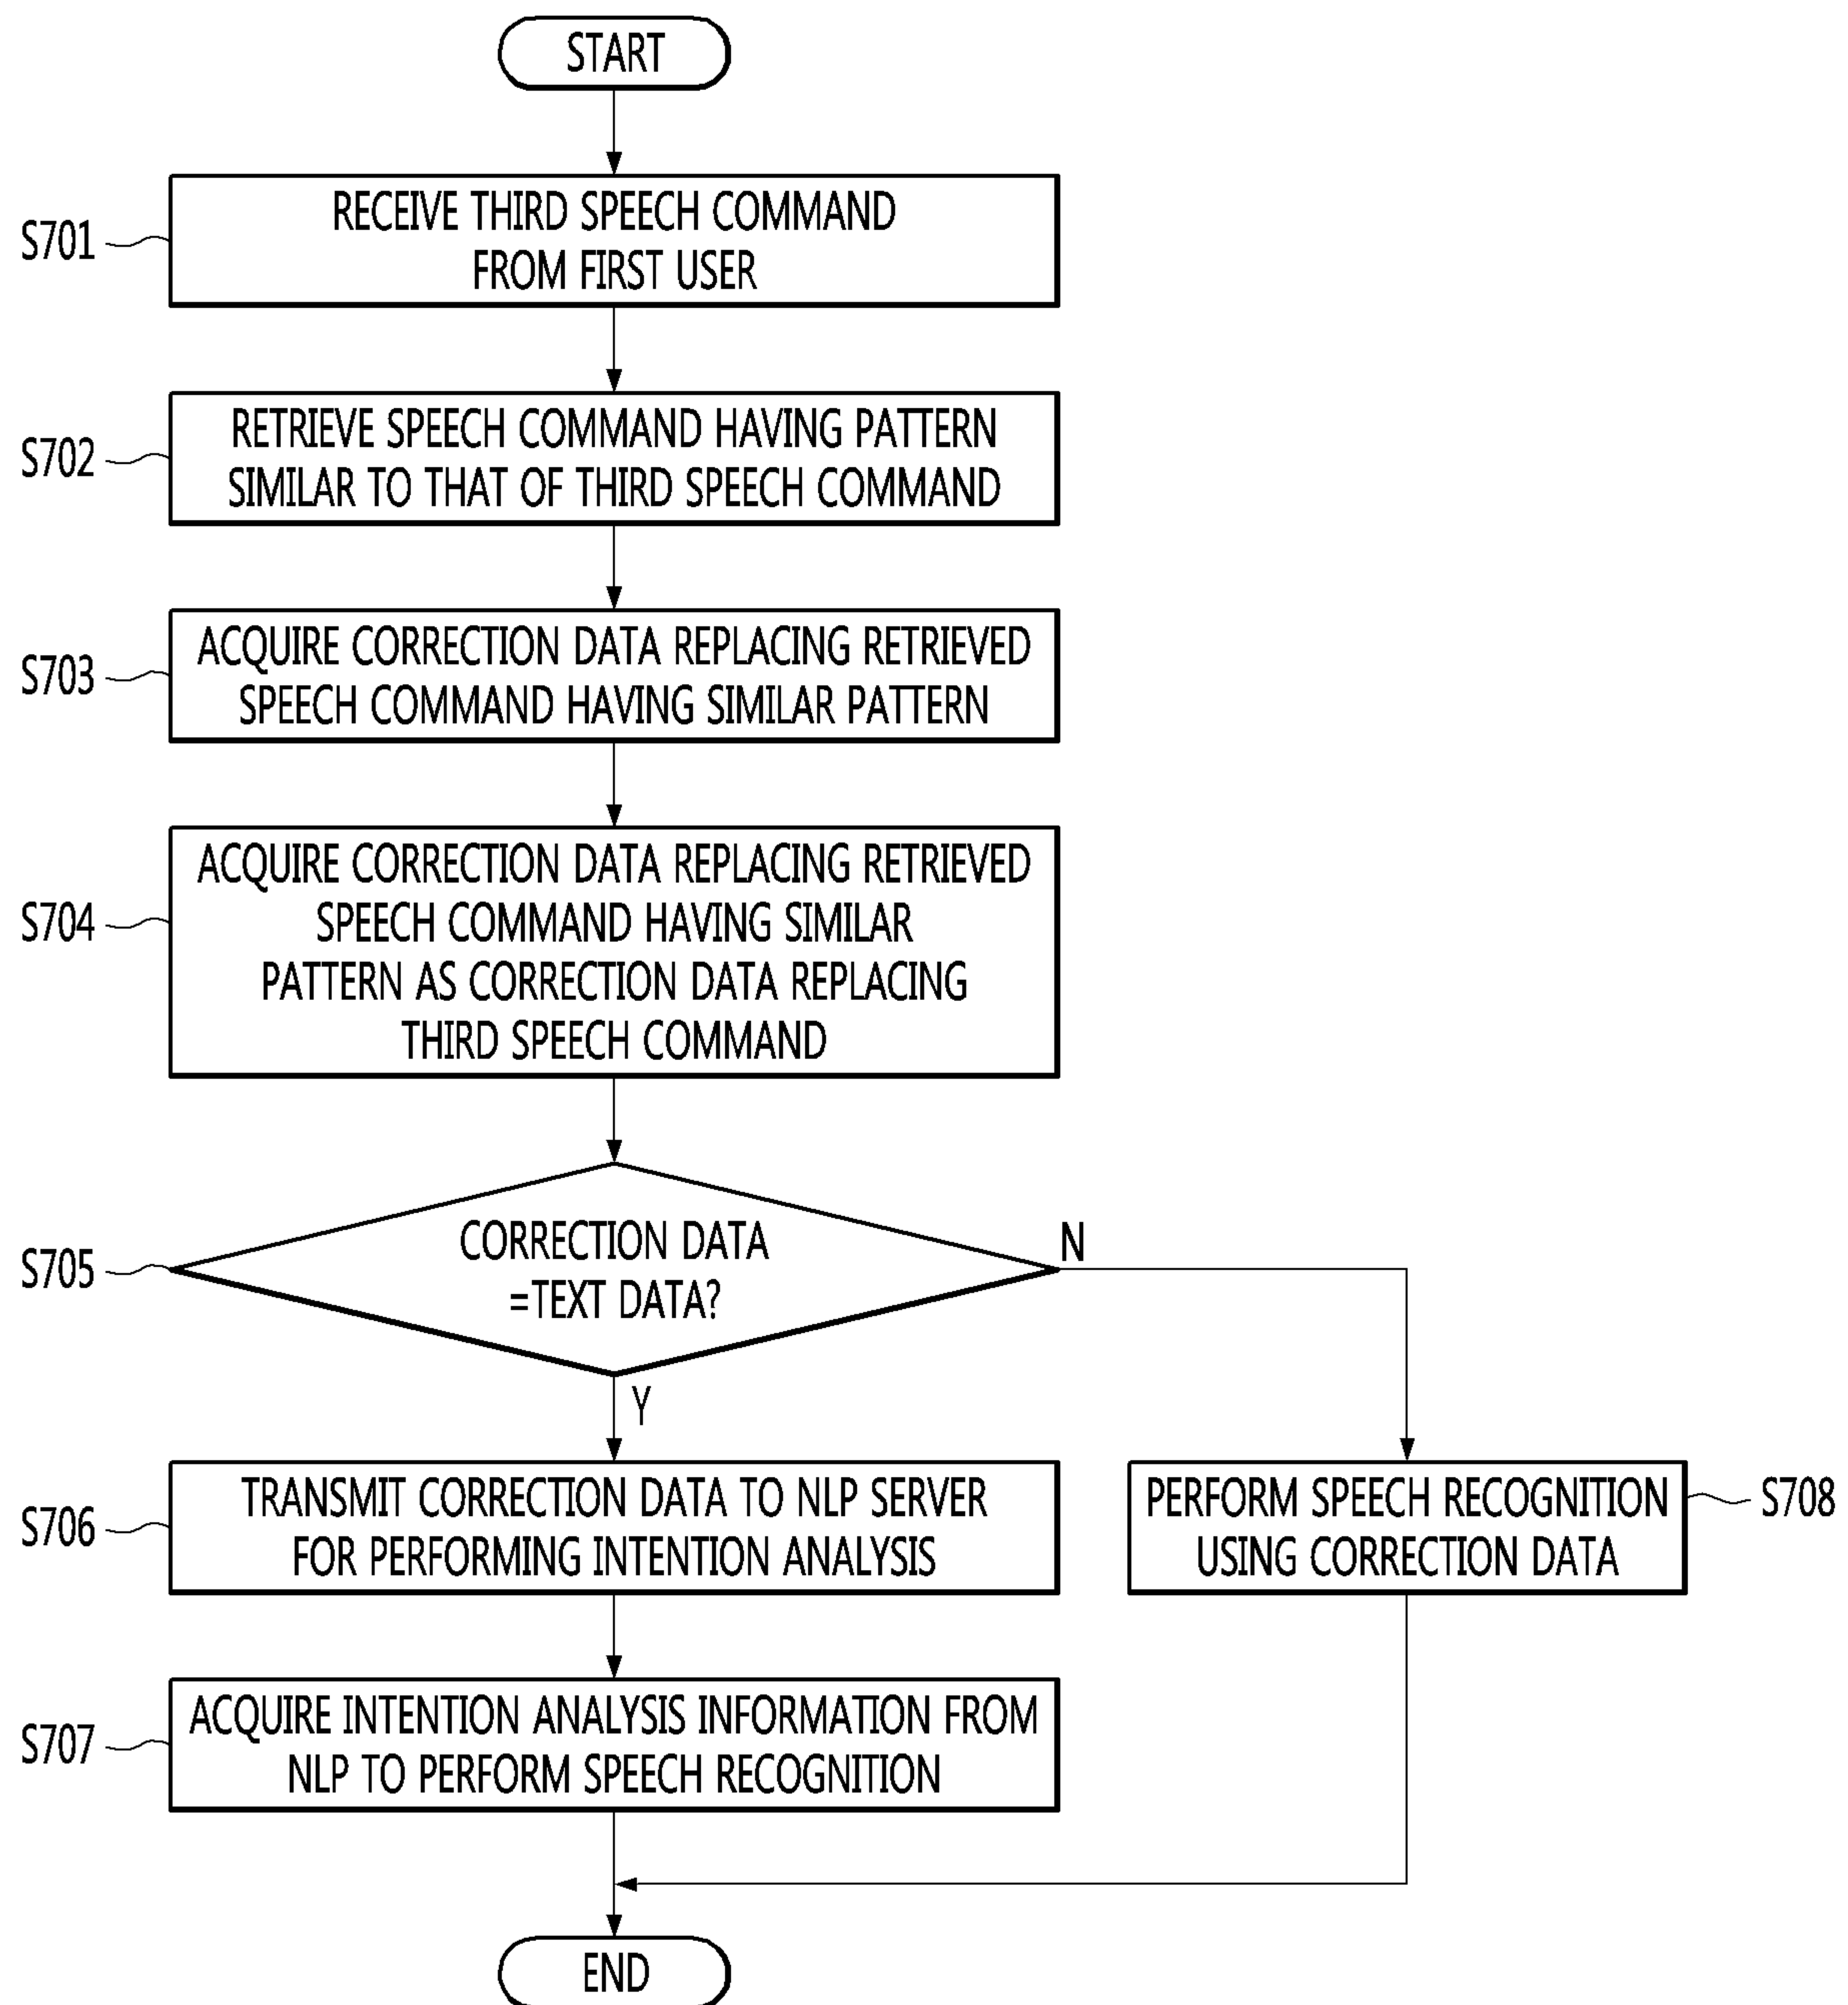 START
S701
RECEIVE THIRD SPEECH COMMAND
FROM FIRST USER
S702
RETRIEVE SPEECH COMMAND HAVING PATTERN
SIMILAR TO THAT OF THIRD SPEECH COMMAND
S703
ACQUIRE CORRECTION DATA REPLACING RETRIEVED
SPEECH COMMAND HAVING SIMILAR PATTERN
S704
ACQUIRE CORRECTION DATA REPLACING RETRIEVED
SPEECH COMMAND HAVING SIMILAR
PATTERN AS CORRECTION DATA REPLACING
THIRD SPEECH COMMAND
S705
CORRECTION DATA
=TEXT DATA?
N
Y
S706
TRANSMIT CORRECTION DATA TO NLP SERVER
FOR PERFORMING INTENTION ANALYSIS
PERFORM SPEECH RECOGNITION
USING CORRECTION DATA
S708
S707
ACQUIRE INTENTION ANALYSIS INFORMATION FROM
NLP TO PERFORM SPEECH RECOGNITION
END